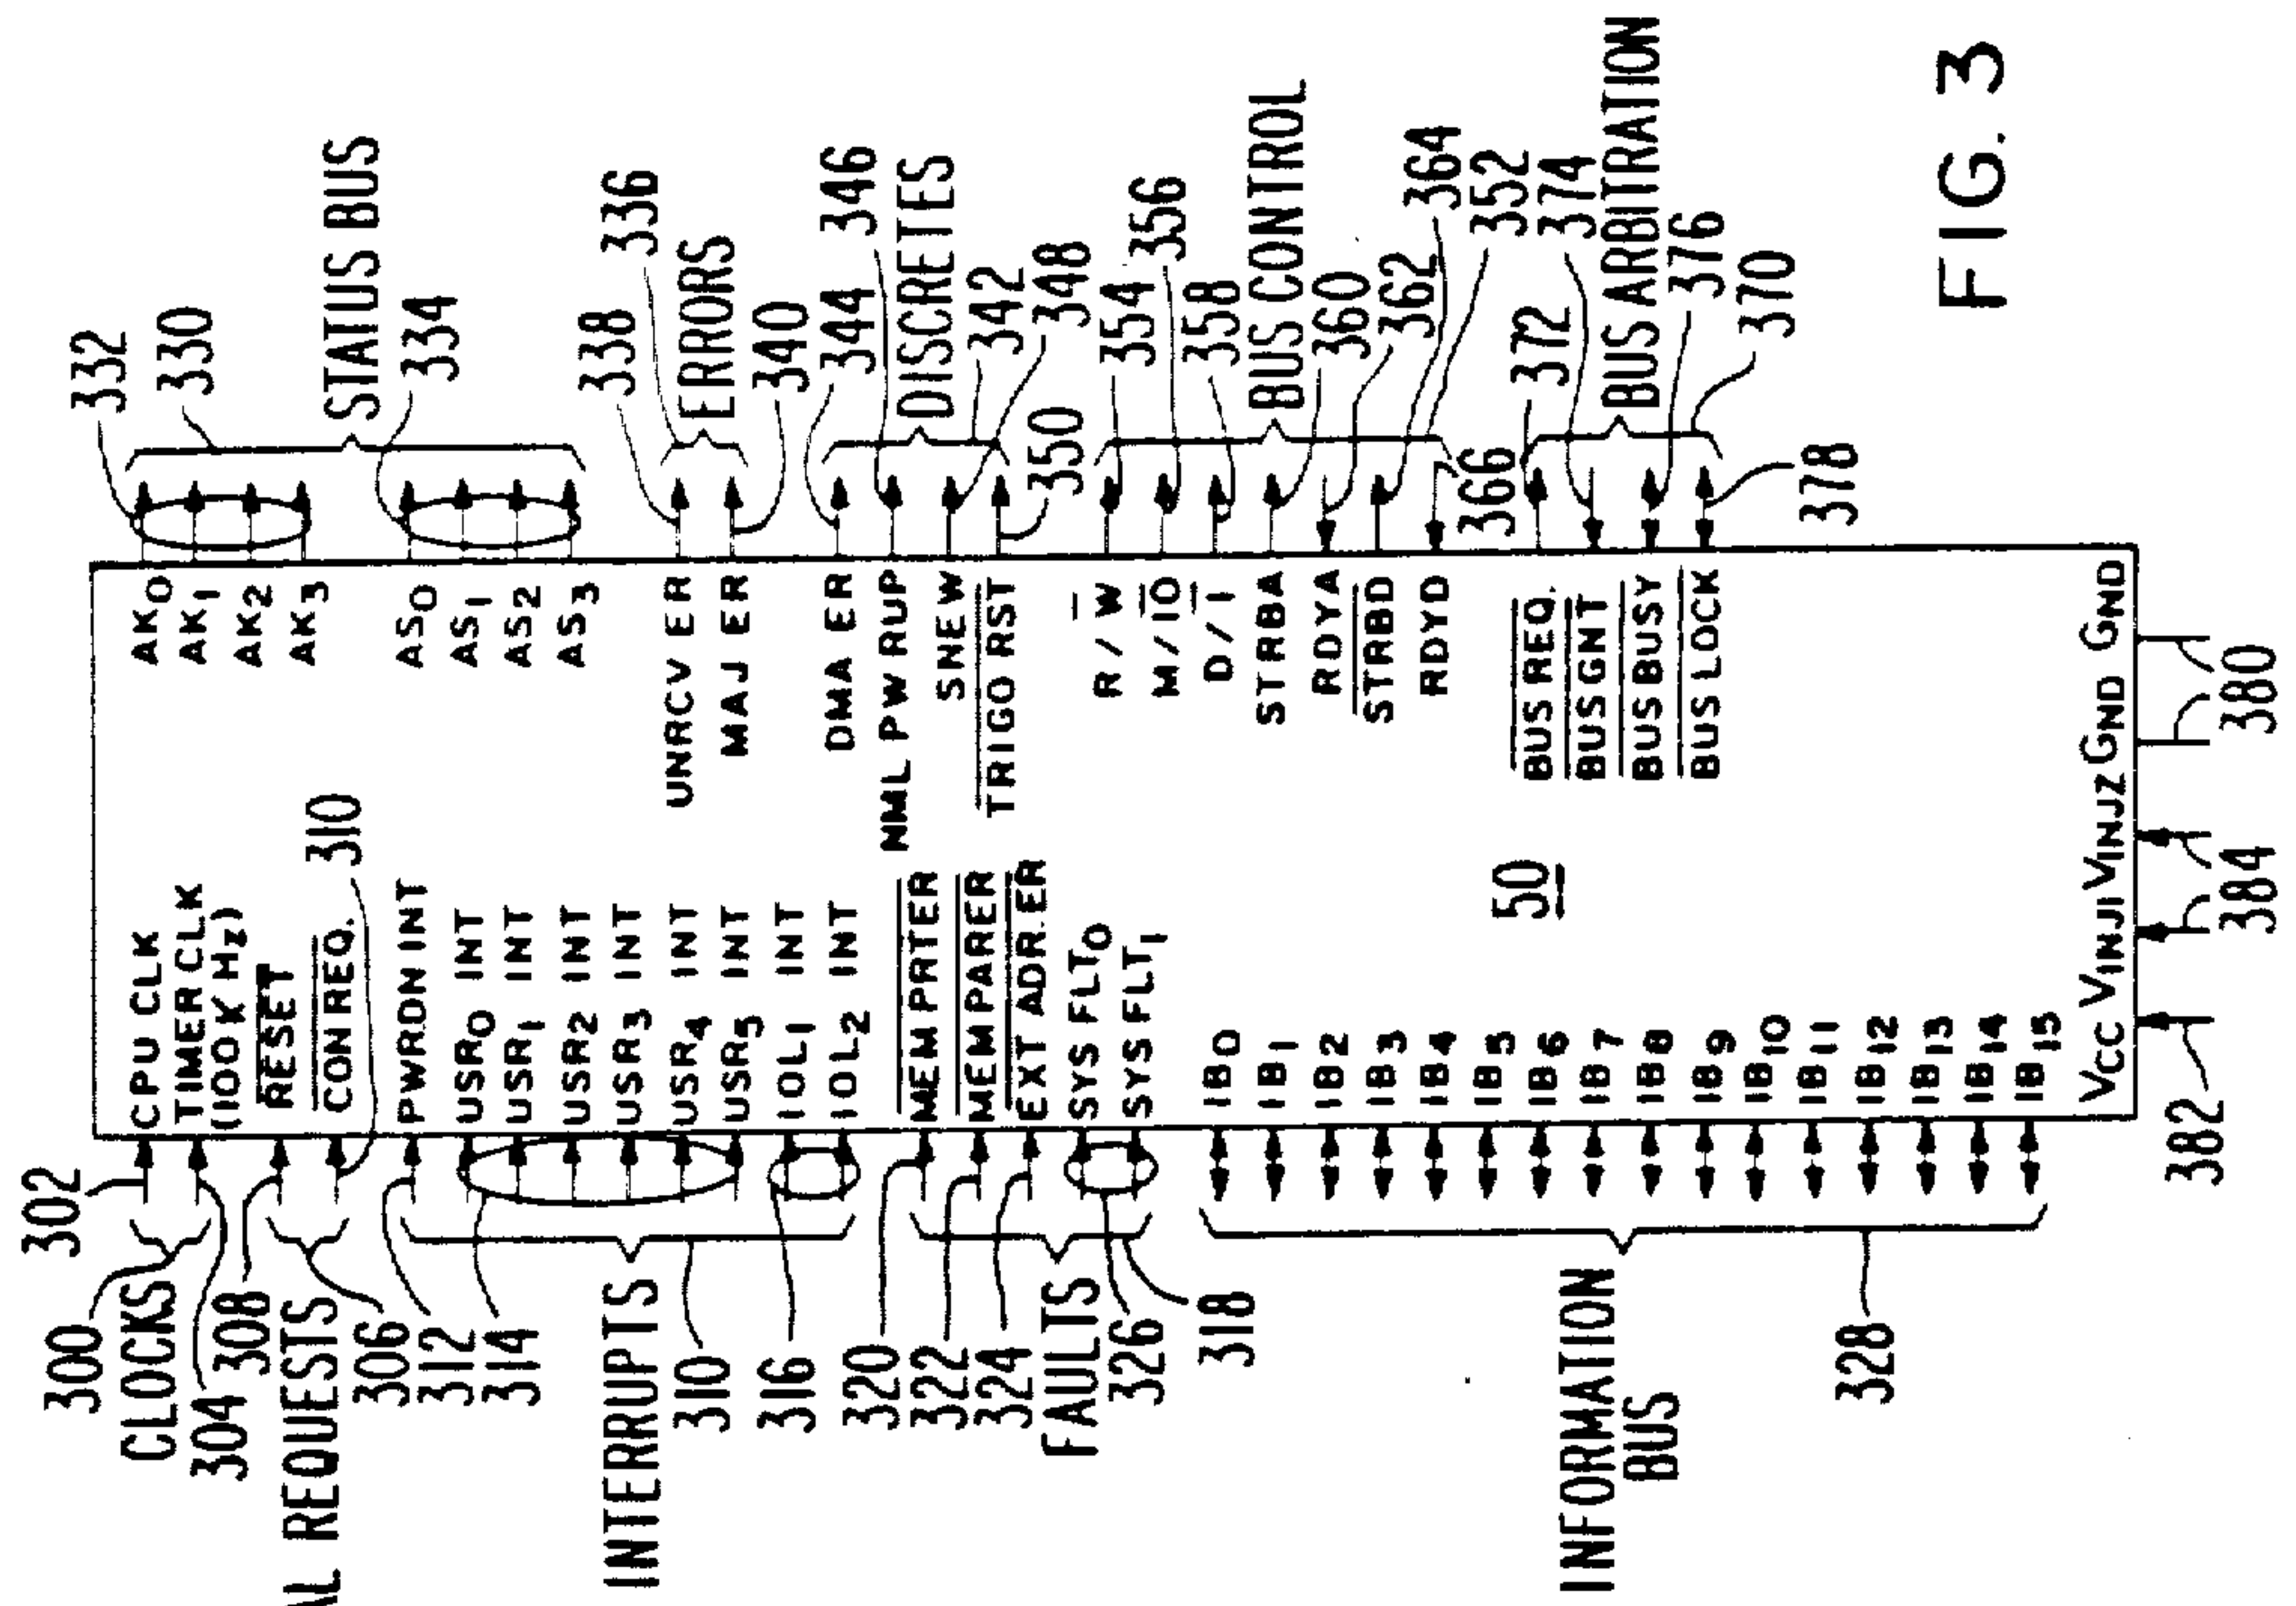 300
302
CLOCKS
304
308
AL REQUESTS
306
312
314
INTERRUPTS
310
316
320
322
324
FAULTS
326
318
INFORMATION
BUS
328
CPU CLK
TIMER CLK
(100 K Hz)
RESET
CON REQ.
310
PWRDN INT
USR0 INT
USR1 INT
USR2 INT
USR3 INT
USR4 INT
USR5 INT
IOL1 INT
IOL2 INT
MEM PRTER
MEM PARER
EXT ADR.ER
SYS FLT0
SYS FLT1
IB0
IB1
IB2
IB3
IB4
IB5
IB6
IB7
IB8
IB9
IB10
IB11
IB12
IB13
IB14
IB15
50
AK0
AK1
AK2
AK3
AS0
AS1
AS2
AS3
UNRCV ER
MAJ ER
DMA ER
NML PWRUP
SNEW
TRIGO RST
R/W
M/IO
D/I
STRBA
RDYA
STRBD
RDYD
BUS REQ.
BUS GNT
BUS BUSY
BUS LOCK
VCC VINJ1 VINJ2 GND GND
382
384
380
332
330
STATUS BUS
334
338
336
ERRORS
340
344
346
DISCRETES
342
348
350
354
356
358
BUS CONTROL
360
362
364
352
366
372
374
BUS ARBITRATION
376
370
378
FIG. 3